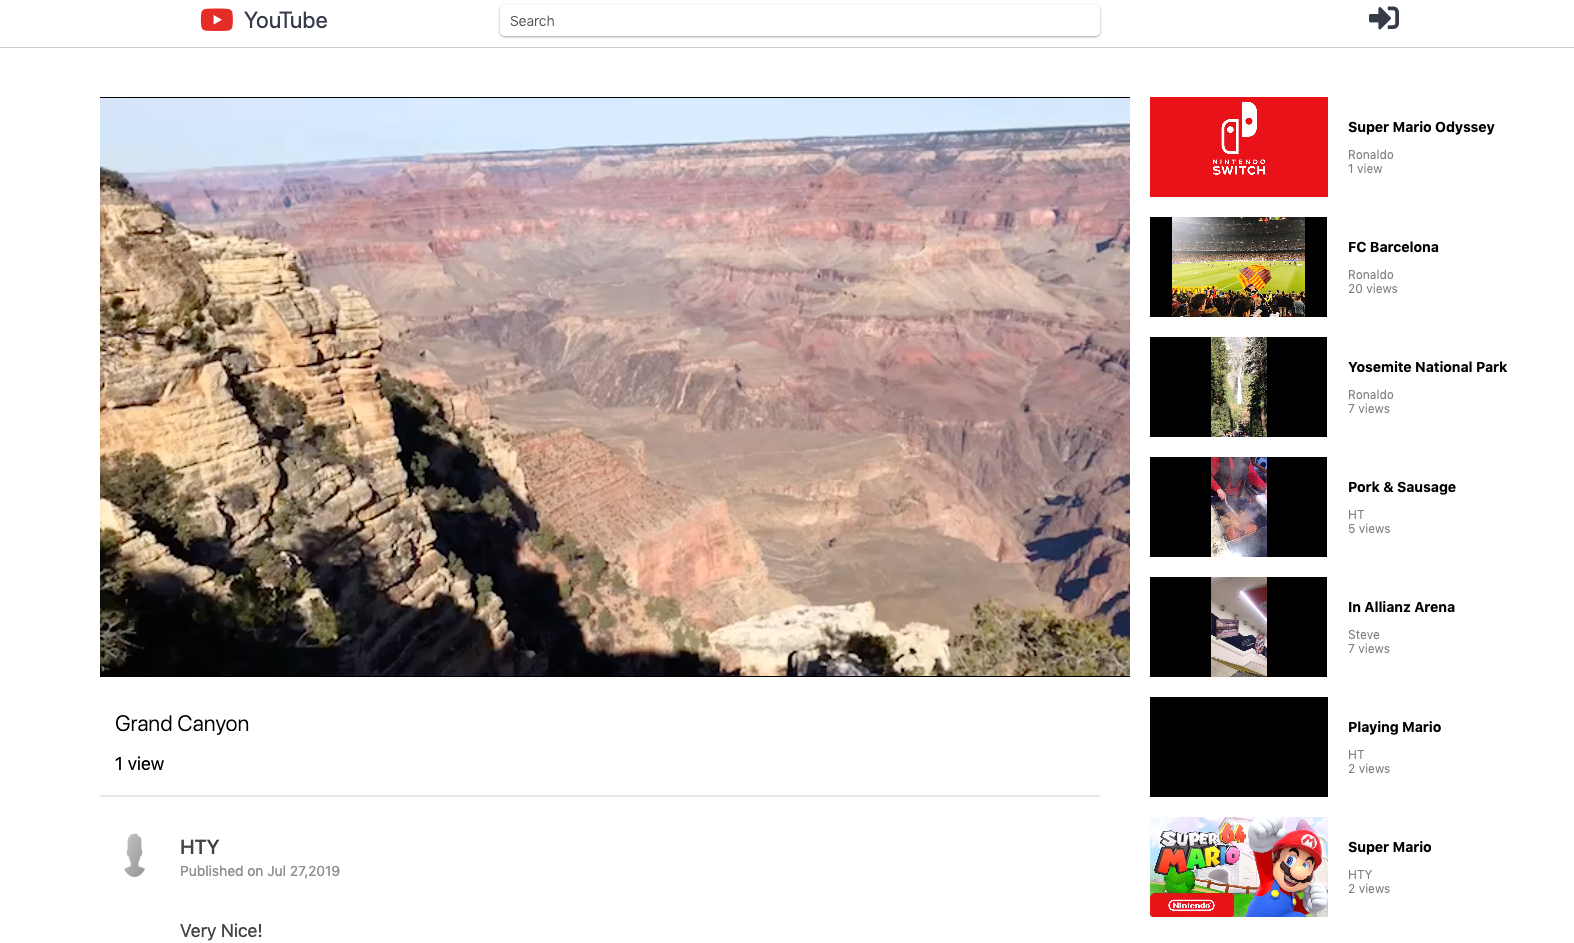 YouTube
Search
Grand Canyon
1 view
HTY
Published on Jul 27,2019
Very Nice!
NINTENDO
SWITCH
Super Mario Odyssey
Ronaldo
1 view
FC Barcelona
Ronaldo
20 views
Yosemite National Park
Ronaldo
7 views
Pork & Sausage
HT
5 views
In Allianz Arena
Steve
7 views
Playing Mario
HT
2 views
SUPER 64
MARIO
Nintendo
Super Mario
HTY
2 views